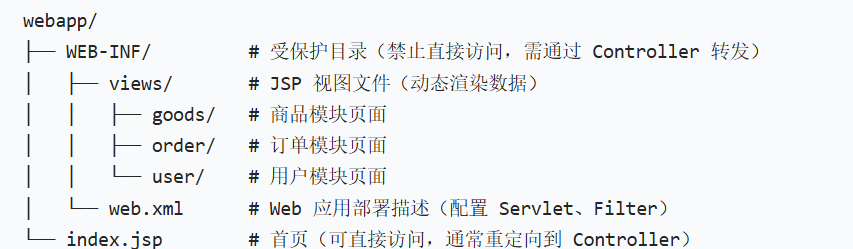 webapp/
├── WEB-INF/         # 受保护目录（禁止直接访问，需通过 Controller 转发）
│   ├── views/       # JSP 视图文件（动态渲染数据）
│   │   ├── goods/   # 商品模块页面
│   │   ├── order/   # 订单模块页面
│   │   └── user/    # 用户模块页面
│   └── web.xml      # Web 应用部署描述（配置 Servlet、Filter）
└── index.jsp        # 首页（可直接访问，通常重定向到 Controller）